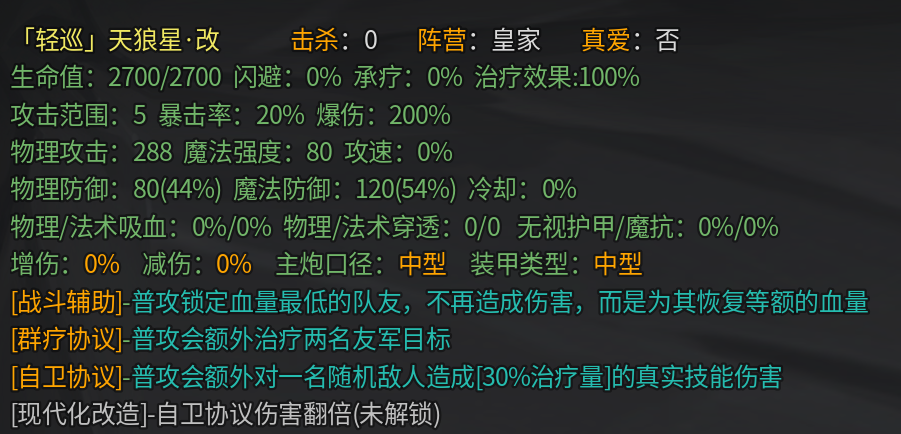 「轻巡」天狼星·改 击杀：0 阵营：皇家 真爱：否
生命值：2700/2700 闪避：0% 承疗：0% 治疗效果:100%
攻击范围：5 暴击率：20% 爆伤：200%
物理攻击：288 魔法强度：80 攻速：0%
物理防御：80(44%) 魔法防御：120(54%) 冷却：0%
物理/法术吸血：0%/0% 物理/法术穿透：0/0 无视护甲/魔抗：0%/0%
增伤：0% 减伤：0% 主炮口径：中型 装甲类型：中型
[战斗辅助]-普攻锁定血量最低的队友，不再造成伤害，而是为其恢复等额的血量
[群疗协议]-普攻会额外治疗两名友军目标
[自卫协议]-普攻会额外对一名随机敌人造成[30%治疗量]的真实技能伤害
[现代化改造]-自卫协议伤害翻倍(未解锁)